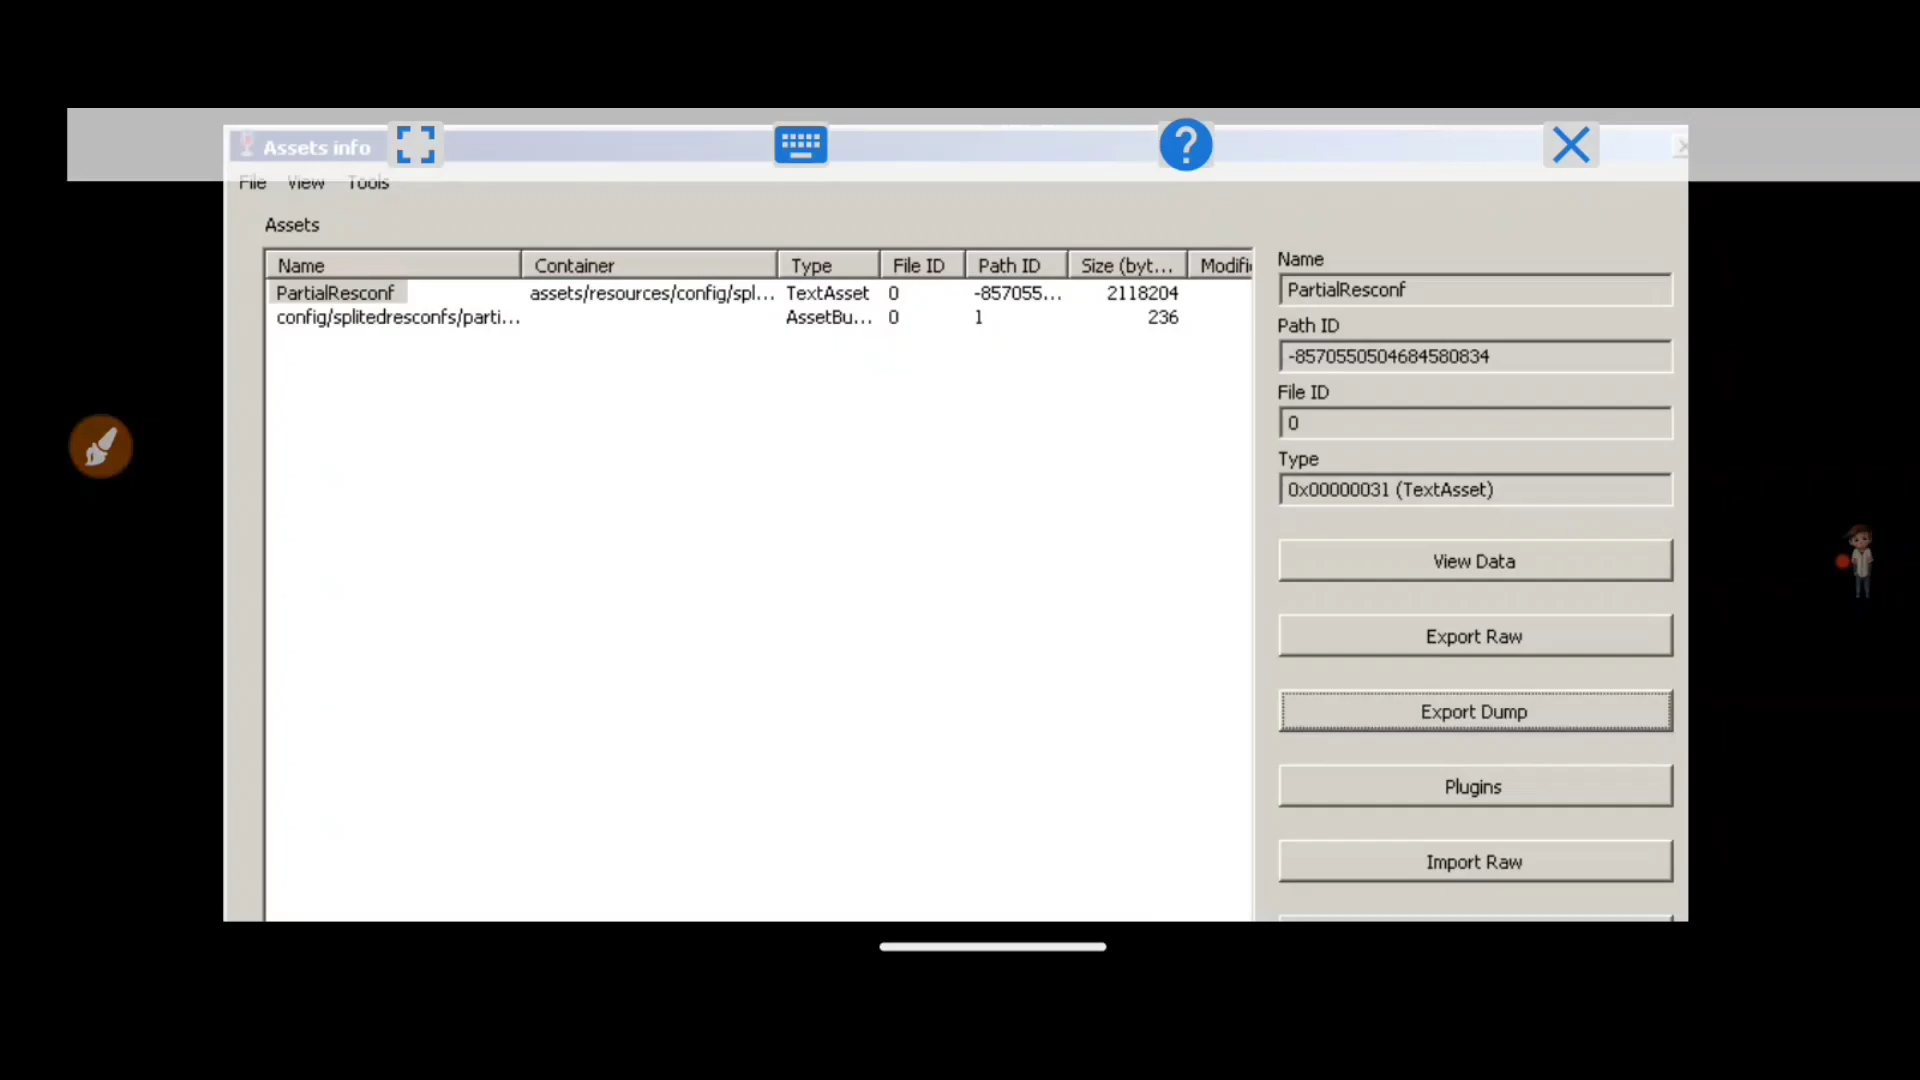 Assets info
File View Tools
Assets
Name Container Type File ID Path ID Size (byt... Modifi
PartialResconf assets/resources/config/spl... TextAsset 0 -857055... 2118204
config/splitedresconfs/parti... AssetBu... 0 1 236
Name
PartialResconf
Path ID
-8570550504684580834
File ID
0
Type
0x00000031 (TextAsset)
View Data
Export Raw
Export Dump
Plugins
Import Raw